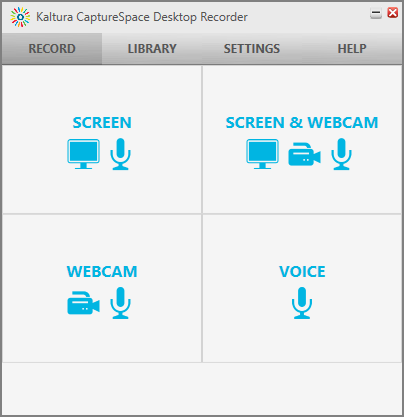 Kaltura CaptureSpace Desktop Recorder
RECORD LIBRARY SETTINGS HELP
SCREEN SCREEN & WEBCAM
WEBCAM VOICE